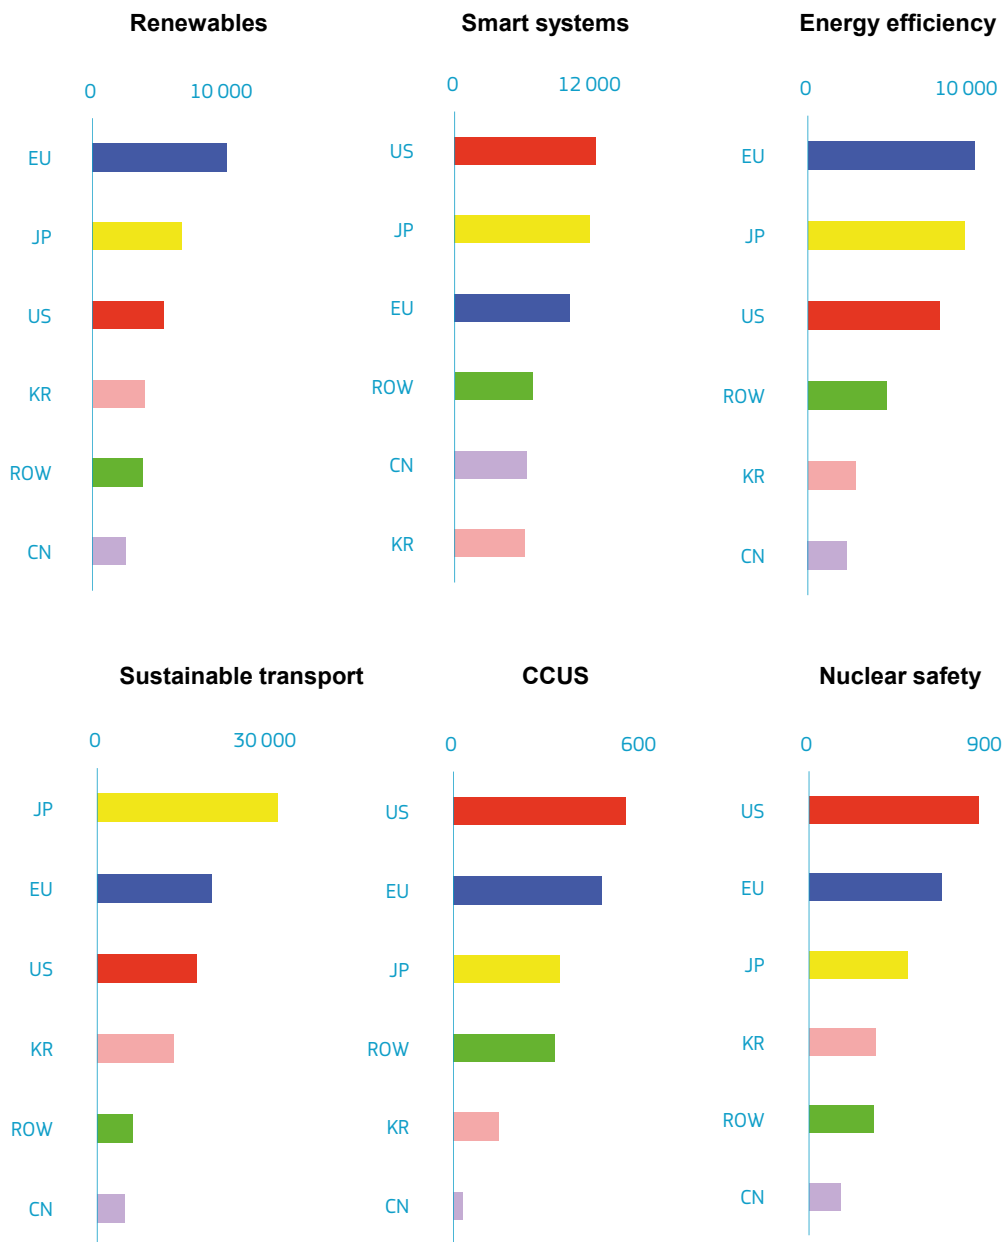 Renewables
0 10 000
EU
JP
US
KR
ROW
CN
Smart systems
0 12 000
US
JP
EU
ROW
CN
KR
Energy efficiency
0 10 000
EU
JP
US
ROW
KR
CN
Sustainable transport
0 30 000
JP
EU
US
KR
ROW
CN
CCUS
0 600
US
EU
JP
ROW
KR
CN
Nuclear safety
0 900
US
EU
JP
KR
ROW
CN